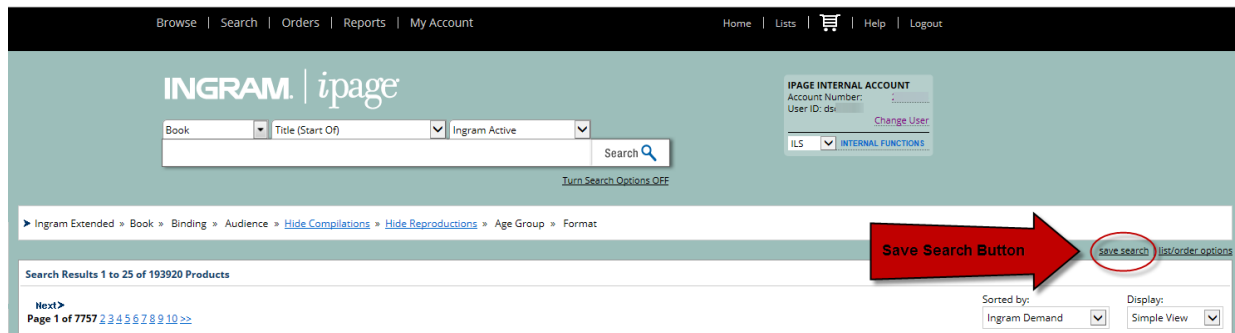 Browse | Search | Orders | Reports | My Account Home | Lists | | Help | Logout
INGRAM. | ipage
IPAGE INTERNAL ACCOUNT
Account Number:
User ID: ds
Change User
Book Title (Start Of) Ingram Active
ILS INTERNAL FUNCTIONS
Search
Turn Search Options OFF
➤ Ingram Extended » Book » Binding » Audience » Hide Compilations » Hide Reproductions » Age Group » Format
Save Search Button
save search list/order options
Search Results 1 to 25 of 193920 Products
Next➤
Page 1 of 7757 2 3 4 5 6 7 8 9 10 >>
Sorted by: Display:
Ingram Demand Simple View